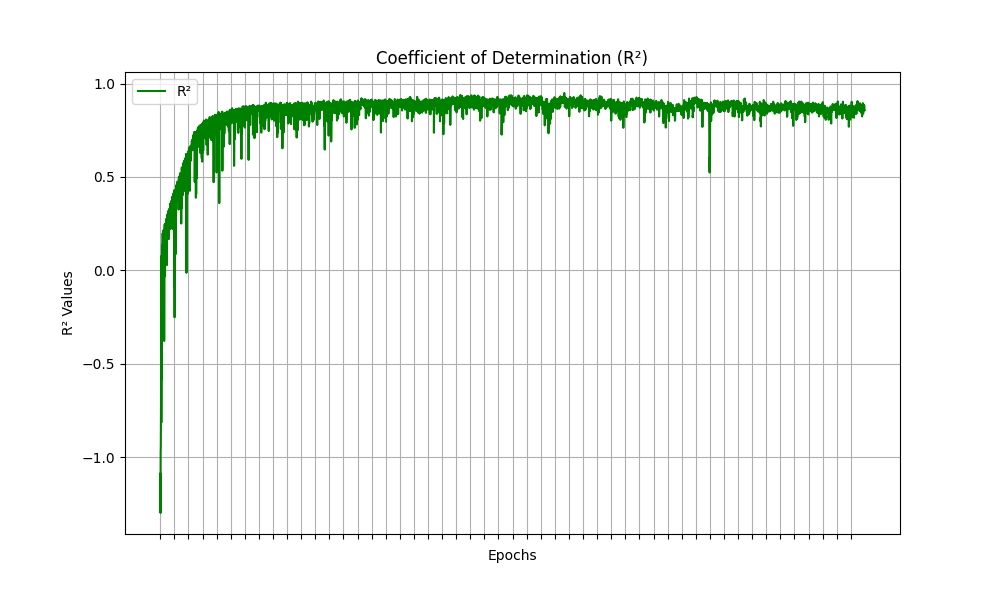 Coefficient of Determination (R²)
R²
1.0
0.5
0.0
−0.5
−1.0
R² Values
Epochs